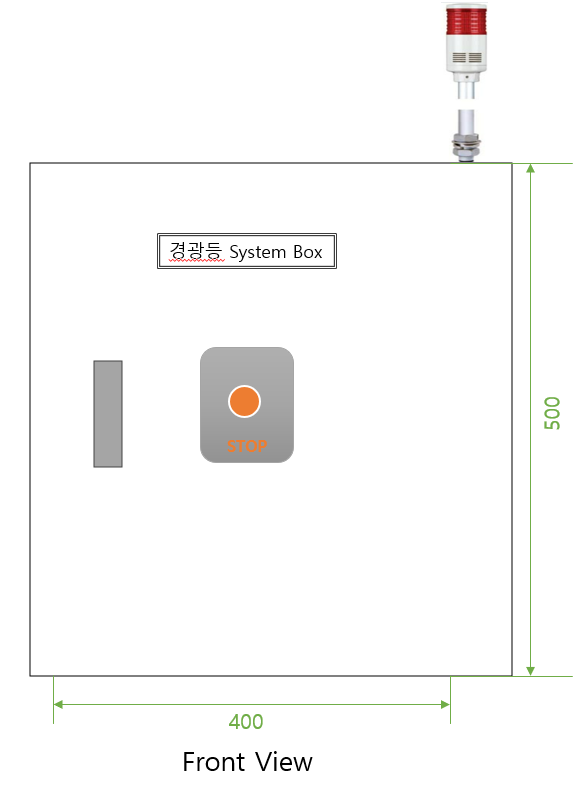 경광등 System Box
STOP
500
400
Front View